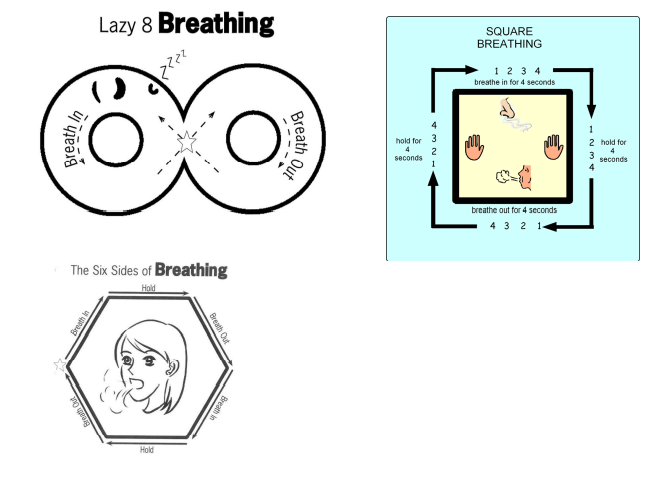 Lazy 8 Breathing
zzzz
Breath In
Breath Out
SQUARE
BREATHING
1 2 3 4
breathe in for 4 seconds
4
3
2
1
hold for
4
seconds
1
2
3
4
hold for
4
seconds
breathe out for 4 seconds
4 3 2 1
The Six Sides of Breathing
Hold
Breath In
Breath Out
Breath Out
Breath In
Hold